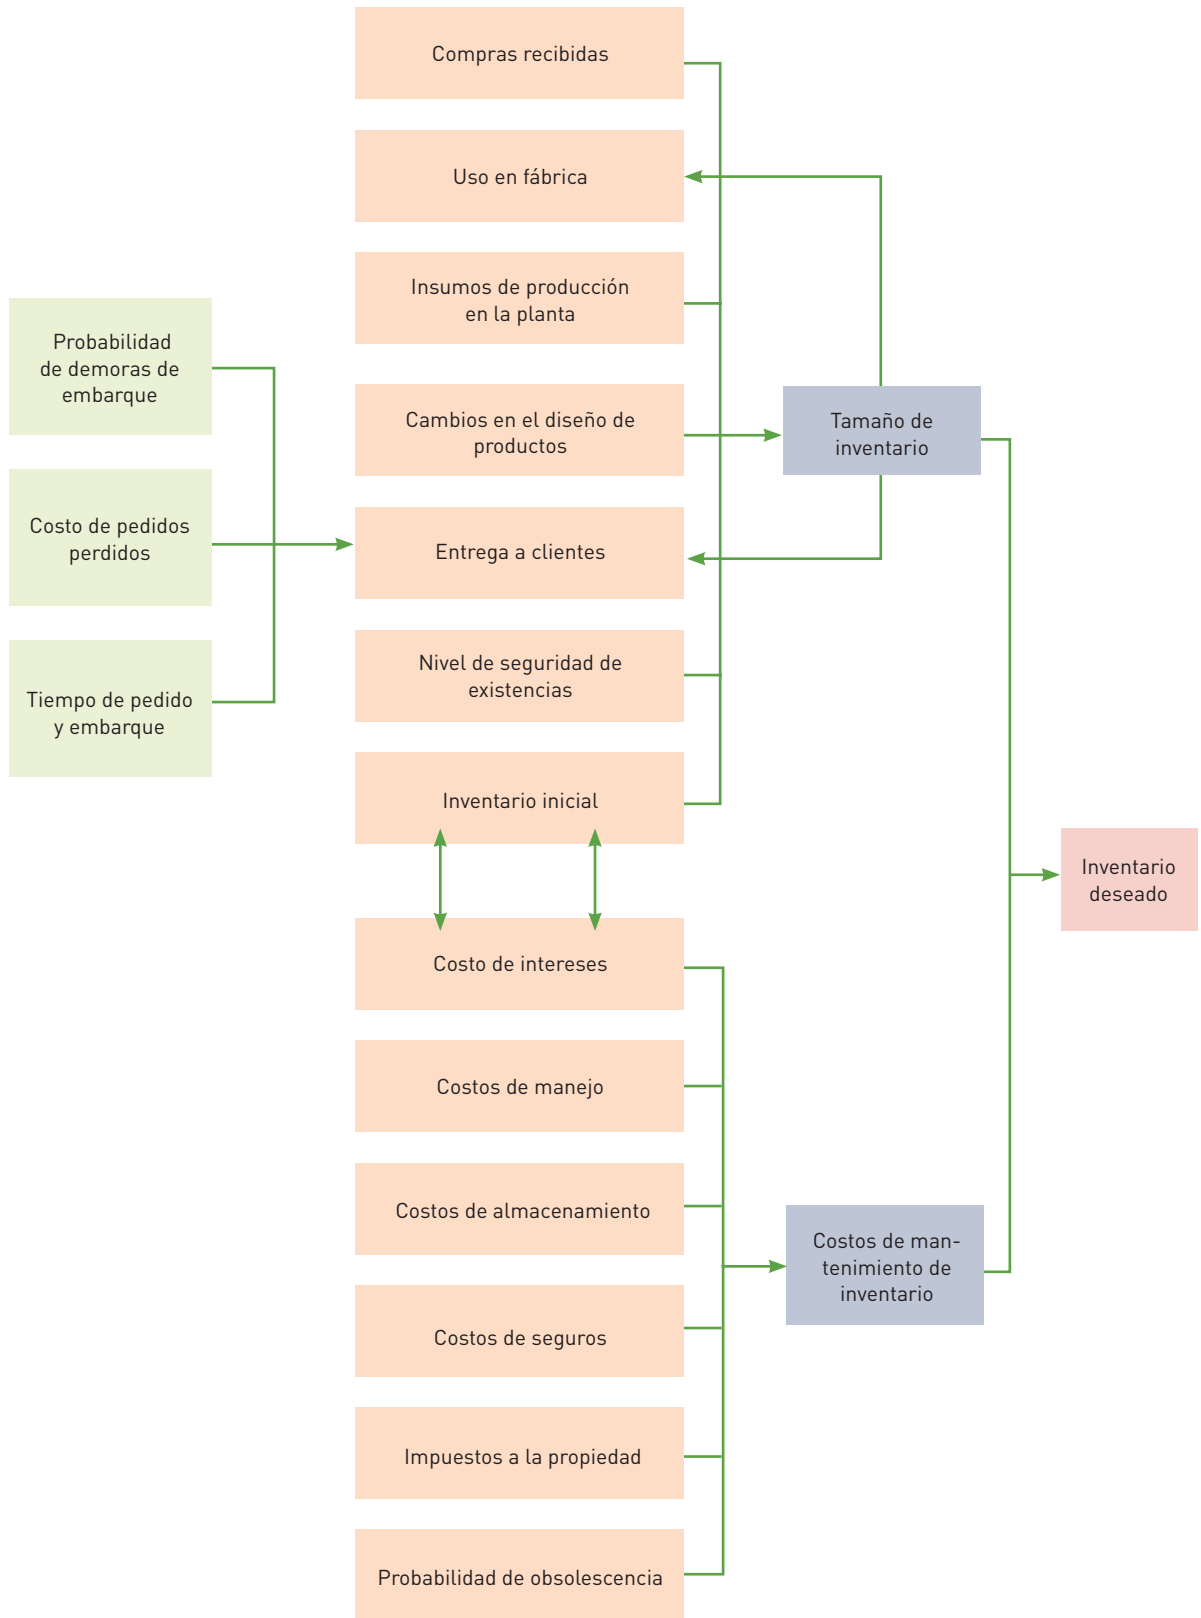 Compras recibidas
Uso en fábrica
Insumos de producción
en la planta
Probabilidad
de demoras de
embarque
Cambios en el diseño de
productos
Tamaño de
inventario
Costo de pedidos
perdidos
Entrega a clientes
Nivel de seguridad de
existencias
Tiempo de pedido
y embarque
Inventario inicial
Inventario
deseado
Costo de intereses
Costos de manejo
Costos de almacenamiento
Costos de man-
tenimiento de
inventario
Costos de seguros
Impuestos a la propiedad
Probabilidad de obsolescencia